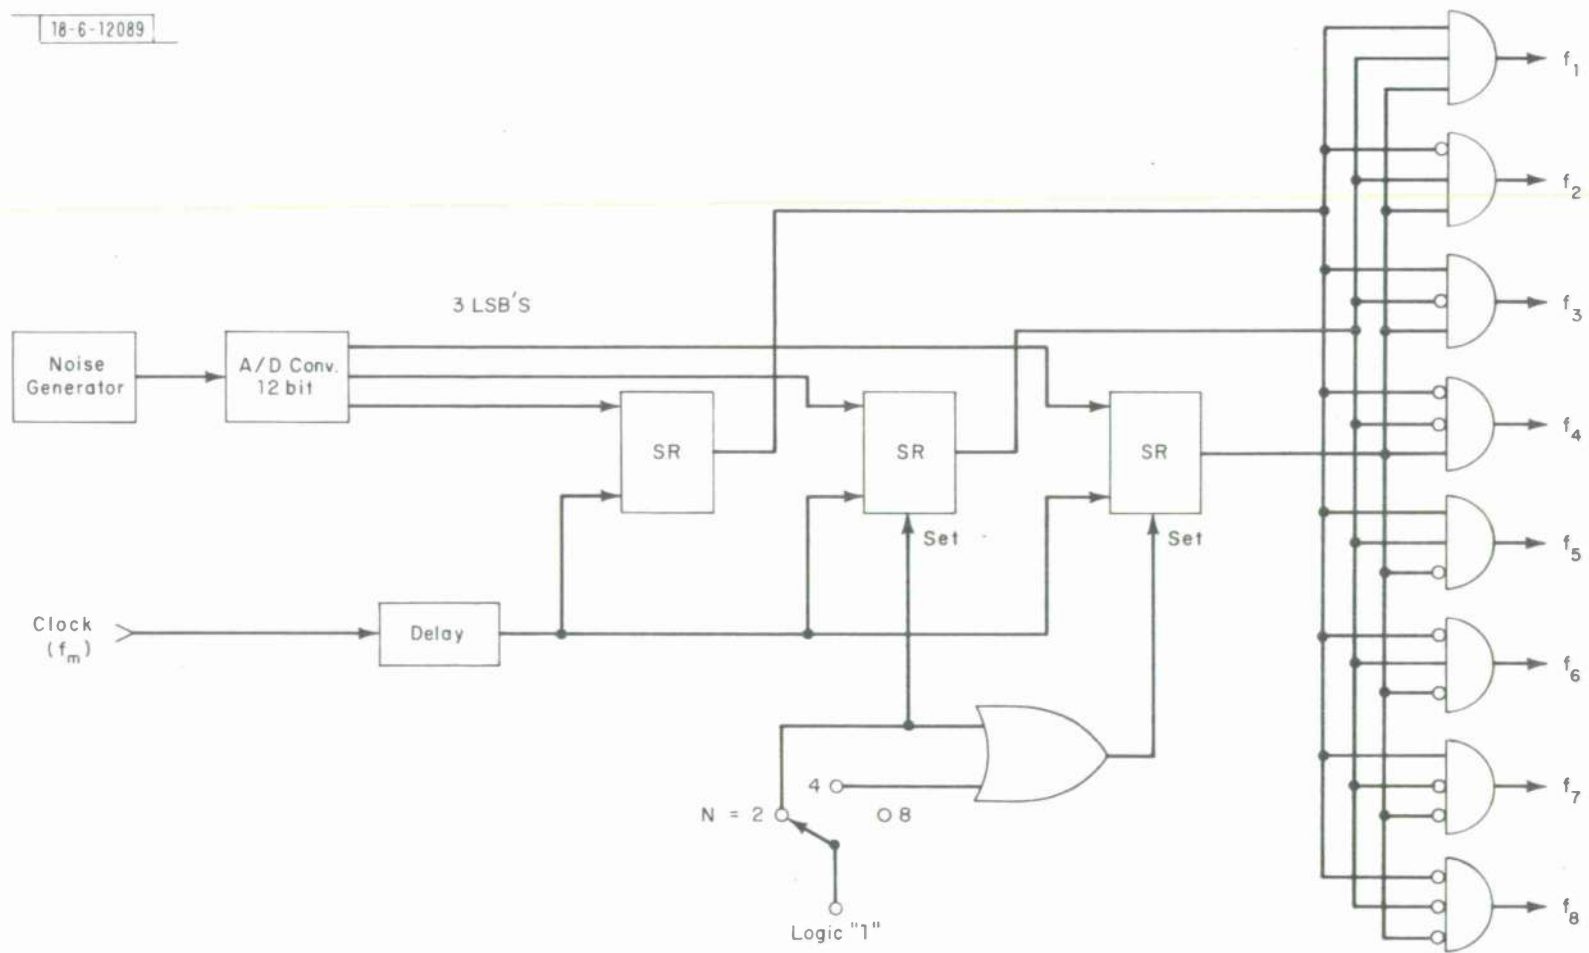 18-6-12089
f1
f2
3 LSB'S
f3
Noise
Generator
A/D Conv.
12 bit
SR
SR
SR
f4
Set
Set
f5
Clock
(fm)
Delay
f6
4
N = 2
8
f7
Logic "1"
f8